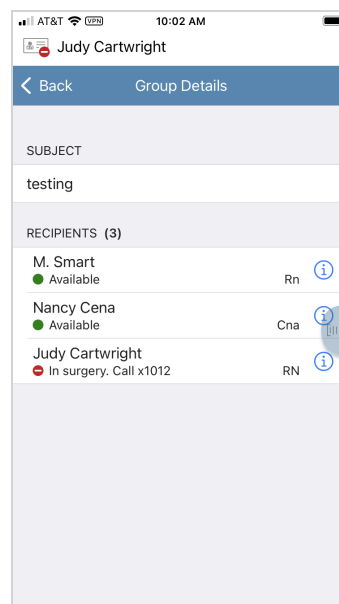 AT&T VPN 10:02 AM
Judy Cartwright
Back Group Details
SUBJECT
testing
RECIPIENTS (3)
M. Smart
Available Rn
Nancy Cena
Available Cna
Judy Cartwright
In surgery. Call x1012 RN